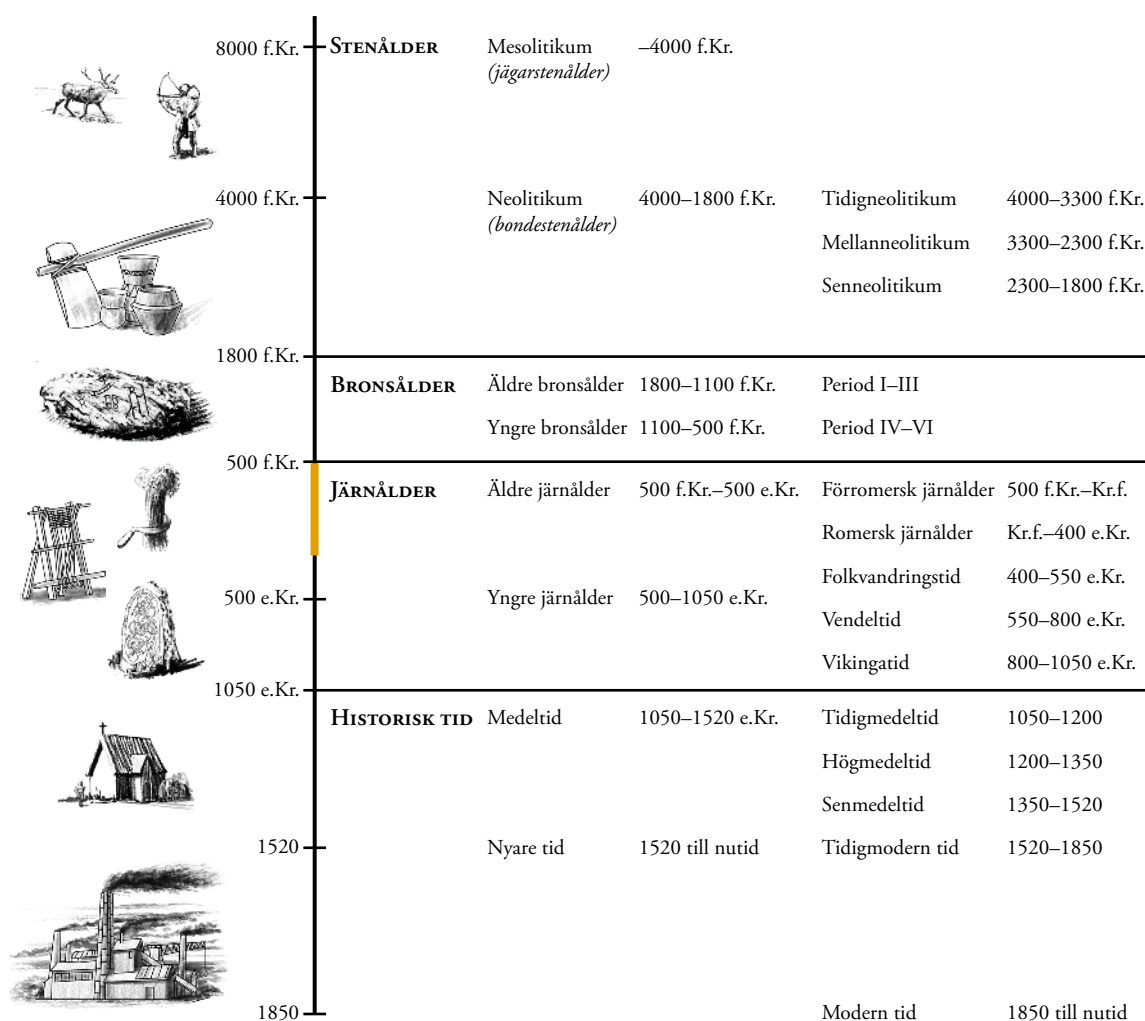 8000 f.Kr. STENÅLDER Mesolitikum –4000 f.Kr.
(jägarstenålder)
4000 f.Kr. Neolitikum 4000–1800 f.Kr. Tidigneolitikum 4000–3300 f.Kr.
(bondestenålder)
Mellanneolitikum 3300–2300 f.Kr.
Senneolitikum 2300–1800 f.Kr.
1800 f.Kr.
BRONSÅLDER Äldre bronsålder 1800–1100 f.Kr. Period I–III
Yngre bronsålder 1100–500 f.Kr. Period IV–VI
500 f.Kr.
JÄRNÅLDER Äldre järnålder 500 f.Kr.–500 e.Kr. Förromersk järnålder 500 f.Kr.–Kr.f.
Romersk järnålder Kr.f.–400 e.Kr.
Folkvandringstid 400–550 e.Kr.
500 e.Kr. Yngre järnålder 500–1050 e.Kr.
Vendeltid 550–800 e.Kr.
Vikingatid 800–1050 e.Kr.
1050 e.Kr.
HISTORISK TID Medeltid 1050–1520 e.Kr. Tidigmedeltid 1050–1200
Högmedeltid 1200–1350
Senmedeltid 1350–1520
1520 Nyare tid 1520 till nutid Tidigmodern tid 1520–1850
1850 Modern tid 1850 till nutid